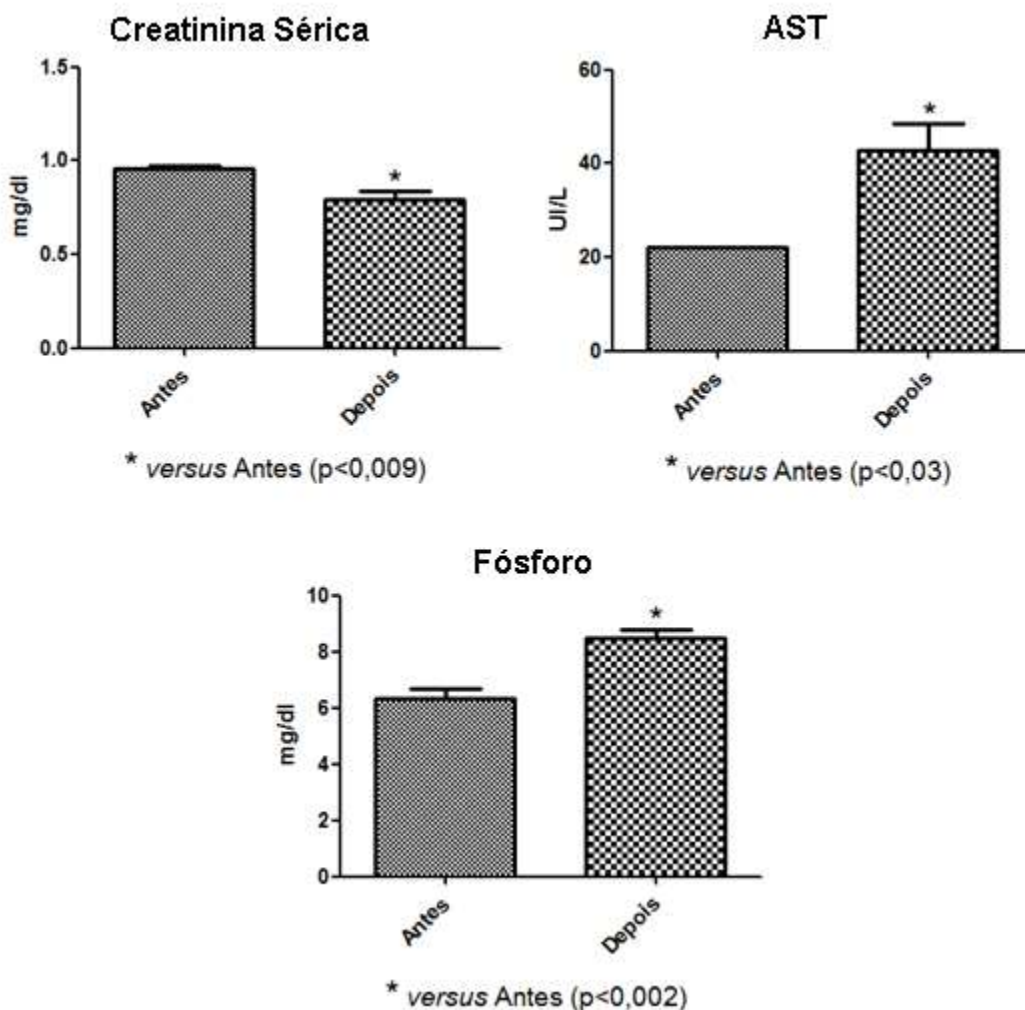 Creatinina Sérica
1.5
1.0
0.5
0.0
mg/dl
*
Antes
Depois
* versus Antes (p<0,009)
AST
60
40
20
0
UI/L
*
Antes
Depois
* versus Antes (p<0,03)
Fósforo
10
8
6
4
2
0
mg/dl
*
Antes
Depois
* versus Antes (p<0,002)